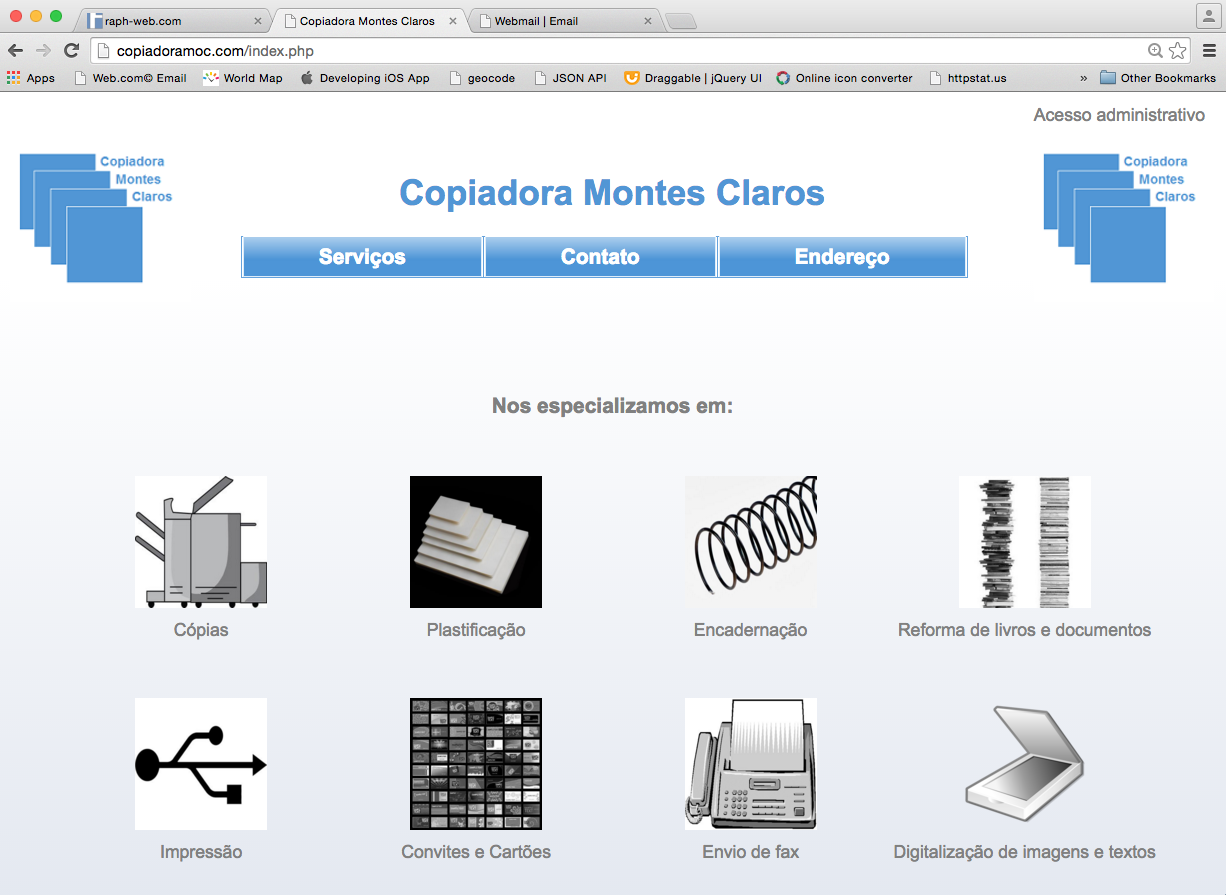 raph-web.com
Copiadora Montes Claros
Webmail | Email
copiadoramoc.com/index.php
Apps
Web.com© Email
World Map
Developing iOS App
geocode
JSON API
Draggable | jQuery UI
Online icon converter
httpstat.us
»
Other Bookmarks
Acesso administrativo
Copiadora
Montes
Claros
Copiadora Montes Claros
Copiadora
Montes
Claros
Serviços
Contato
Endereço
Nos especializamos em:
Cópias
Plastificação
Encadernação
Reforma de livros e documentos
Impressão
Convites e Cartões
Envio de fax
Digitalização de imagens e textos